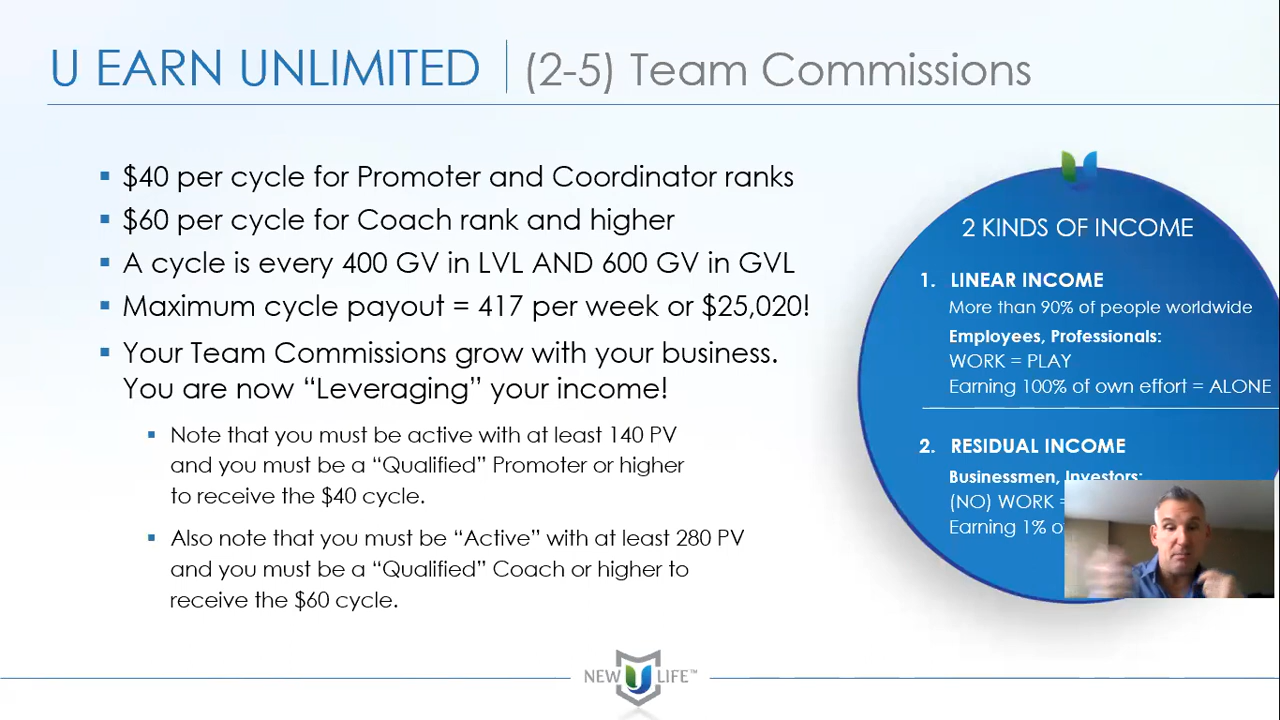 U EARN UNLIMITED (2-5) Team Commissions
▪ $40 per cycle for Promoter and Coordinator ranks
▪ $60 per cycle for Coach rank and higher
▪ A cycle is every 400 GV in LVL AND 600 GV in GVL
▪ Maximum cycle payout = 417 per week or $25,020!
▪ Your Team Commissions grow with your business.
You are now “Leveraging” your income!
▪ Note that you must be active with at least 140 PV
and you must be a “Qualified” Promoter or higher
to receive the $40 cycle.
▪ Also note that you must be “Active” with at least 280 PV
and you must be a “Qualified” Coach or higher to
receive the $60 cycle.
2 KINDS OF INCOME
1. LINEAR INCOME
More than 90% of people worldwide
Employees, Professionals:
WORK = PLAY
Earning 100% of own effort = ALONE
2. RESIDUAL INCOME
Businessmen, Investors:
(NO) WORK =
Earning 1% o
NEW U LIFE™